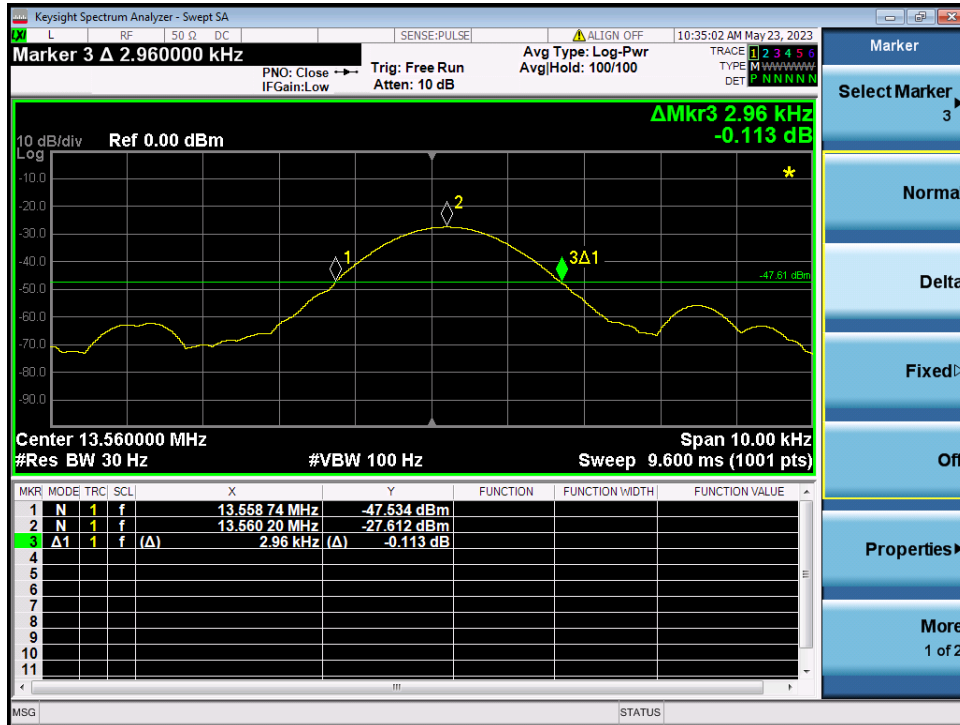 Keysight Spectrum Analyzer - Swept SA
LXI L RF 50 Ω DC SENSE:PULSE ALIGN OFF 10:35:02 AM May 23, 2023
Marker 3 Δ 2.960000 kHz
PNO: Close
IFGain:Low
Trig: Free Run
Atten: 10 dB
Avg Type: Log-Pwr
Avg|Hold: 100/100
TRACE 1 2 3 4 5 6
TYPE M WWWWW
DET P N N N N N
ΔMkr3 2.96 kHz
-0.113 dB
10 dB/div Ref 0.00 dBm
Log
-10.0
-20.0
-30.0
-40.0
-50.0
-60.0
-70.0
-80.0
-90.0
*
2
1
3Δ1
-47.61 dBm
Center 13.560000 MHz Span 10.00 kHz
#Res BW 30 Hz #VBW 100 Hz Sweep 9.600 ms (1001 pts)
MKR MODE TRC SCL X Y FUNCTION FUNCTION WIDTH FUNCTION VALUE
1 N 1 f 13.558 74 MHz -47.534 dBm
2 N 1 f 13.560 20 MHz -27.612 dBm
3 Δ1 1 f (Δ) 2.96 kHz (Δ) -0.113 dB
4
5
6
7
8
9
10
11
MSG STATUS
Marker
Select Marker
3
Norma
Delta
Fixed
Off
Properties
More
1 of 2